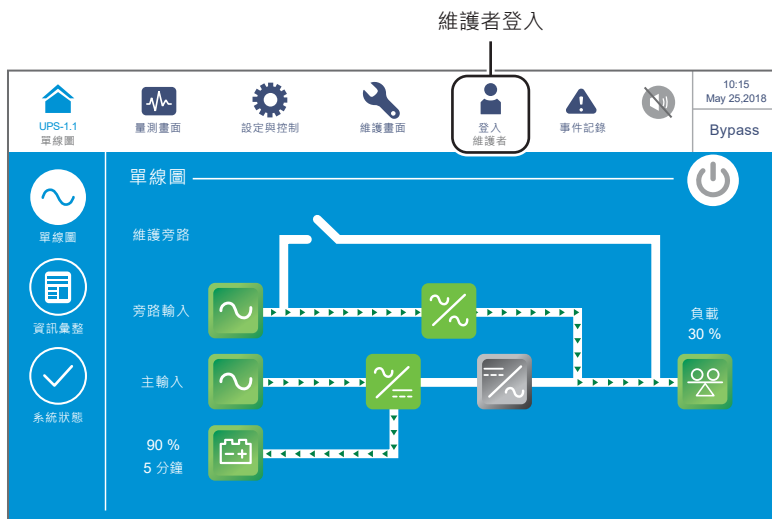 維護者登入
UPS-1.1
單線圖
量測畫面
設定與控制
維護畫面
登入
維護者
事件記錄
10:15
May 25,2018
Bypass
單線圖
單線圖
維護旁路
旁路輸入
資訊彙整
負載
30 %
主輸入
系統狀態
90 %
5 分鐘